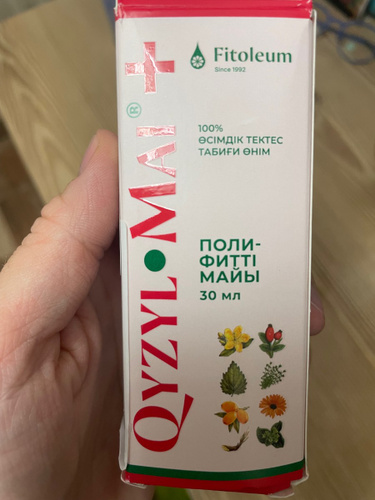 Fitoleum
Since 1992
QYZYL•MAI+®
100%
ӨСІМДІК ТЕКТЕС
ТАБИҒИ ӨНІМ
ПОЛИ-
ФИТТІ
МАЙЫ
30 мл